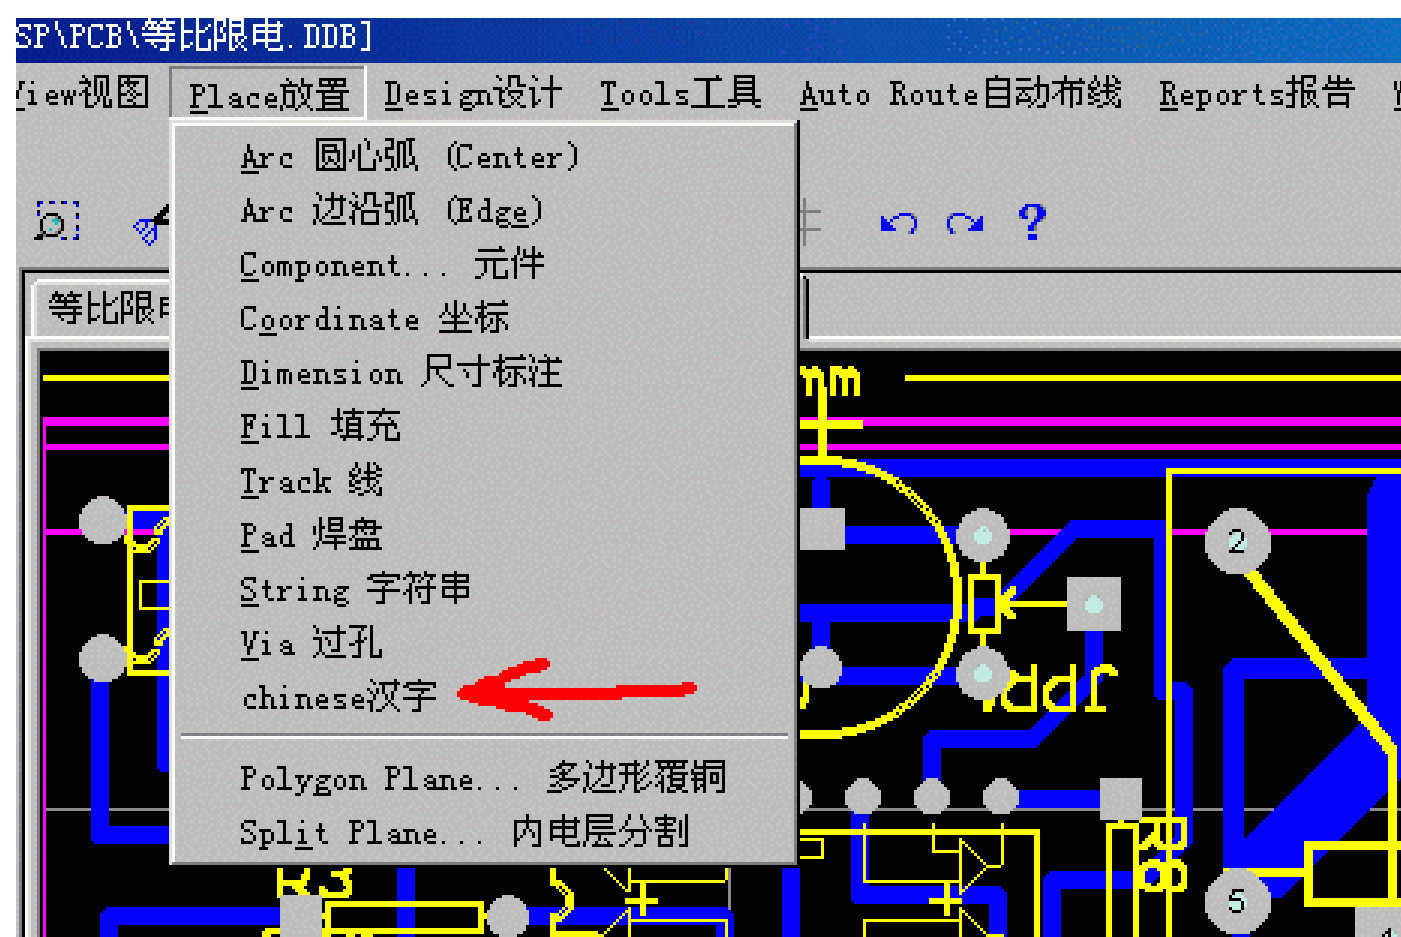 SP\PCB\等比限电.DDB]
View视图 Place放置 Design设计 Tools工具 Auto Route自动布线 Reports报告
Arc 圆心弧 (Center)
Arc 边沿弧 (Edge)
Component... 元件
Coordinate 坐标
Dimension 尺寸标注
Fill 填充
Track 线
Pad 焊盘
String 字符串
Via 过孔
chinese汉字
Polygon Plane... 多边形覆铜
Split Plane... 内电层分割
?
等比限电
mm
2
5
R3